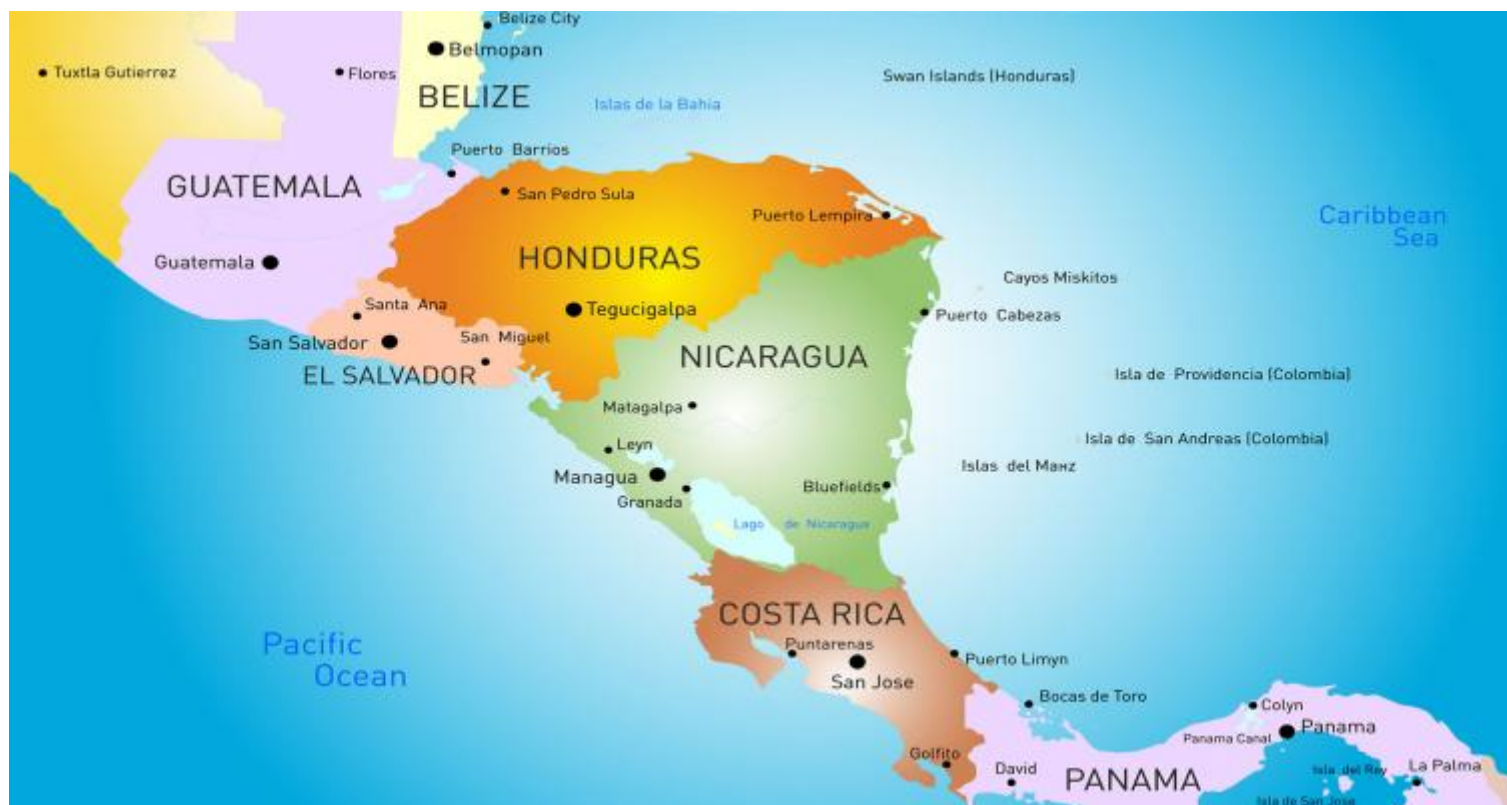 Belize City
Belmopan
Tuxtla Gutierrez
Flores
Swan Islands (Honduras)
BELIZE
Islas de la Bahia
Puerto Barrios
GUATEMALA
San Pedro Sula
Puerto Lempira
Caribbean
Sea
HONDURAS
Guatemala
Cayos Miskitos
Santa Ana
Tegucigalpa
Puerto Cabezas
San Salvador
San Miguel
NICARAGUA
EL SALVADOR
Isla de Providencia (Colombia)
Matagalpa
Isla de San Andreas (Colombia)
Leyn
Islas del Maнz
Managua
Bluefields
Granada
Lago de Nicaragua
COSTA RICA
Pacific
Ocean
Puntarenas
Puerto Limyn
San Jose
Bocas de Toro
Colyn
Panama Canal
Panama
Golfito
David
PANAMA
Isla del Rey
La Palma
Isla de San Jose